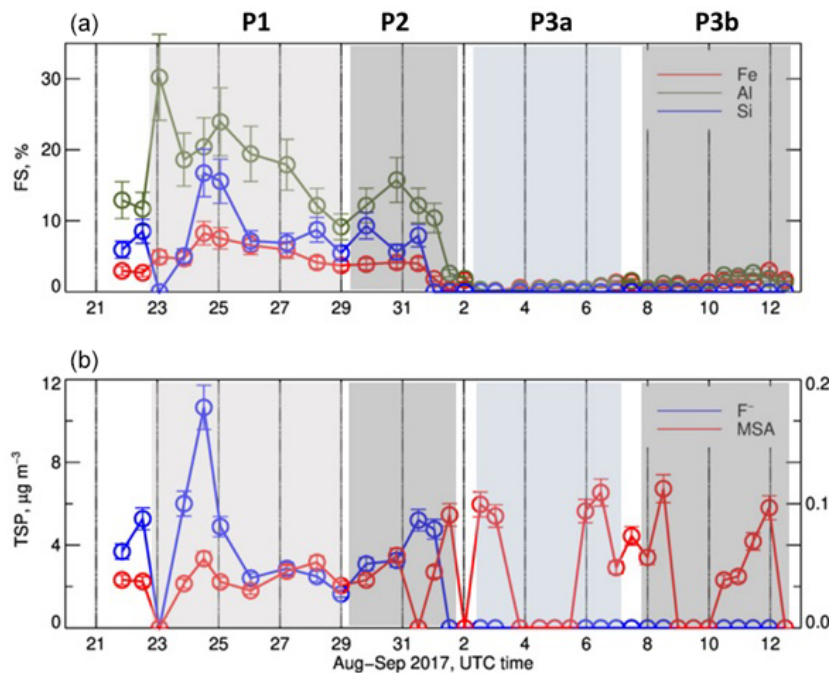 (a) P1 P2 P3a P3b
30
20
10
0
FS, %
Fe
Al
Si
21 23 25 27 29 31 2 4 6 8 10 12
(b)
12
8
4
0
TSP, µg m⁻³
0.2
0.1
0.0
F⁻
MSA
21 23 25 27 29 31 2 4 6 8 10 12
Aug–Sep 2017, UTC time